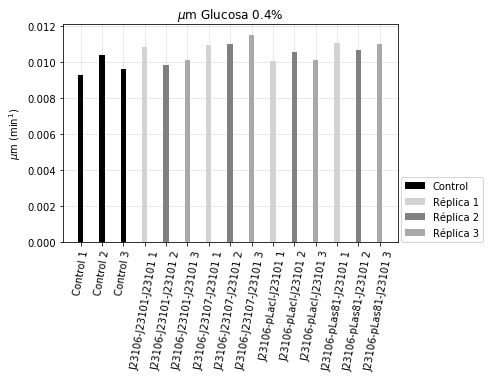 μm Glucosa 0.4%
μm (min¹)
0.012
0.010
0.008
0.006
0.004
0.002
0.000
Control 1
Control 2
Control 3
J23106-J23101-J23101 1
J23106-J23101-J23101 2
J23106-J23101-J23101 3
J23106-J23107-J23101 1
J23106-J23107-J23101 2
J23106-J23107-J23101 3
J23106-pLacI-J23101 1
J23106-pLacI-J23101 2
J23106-pLacI-J23101 3
J23106-pLas81-J23101 1
J23106-pLas81-J23101 2
J23106-pLas81-J23101 3
Control
Réplica 1
Réplica 2
Réplica 3